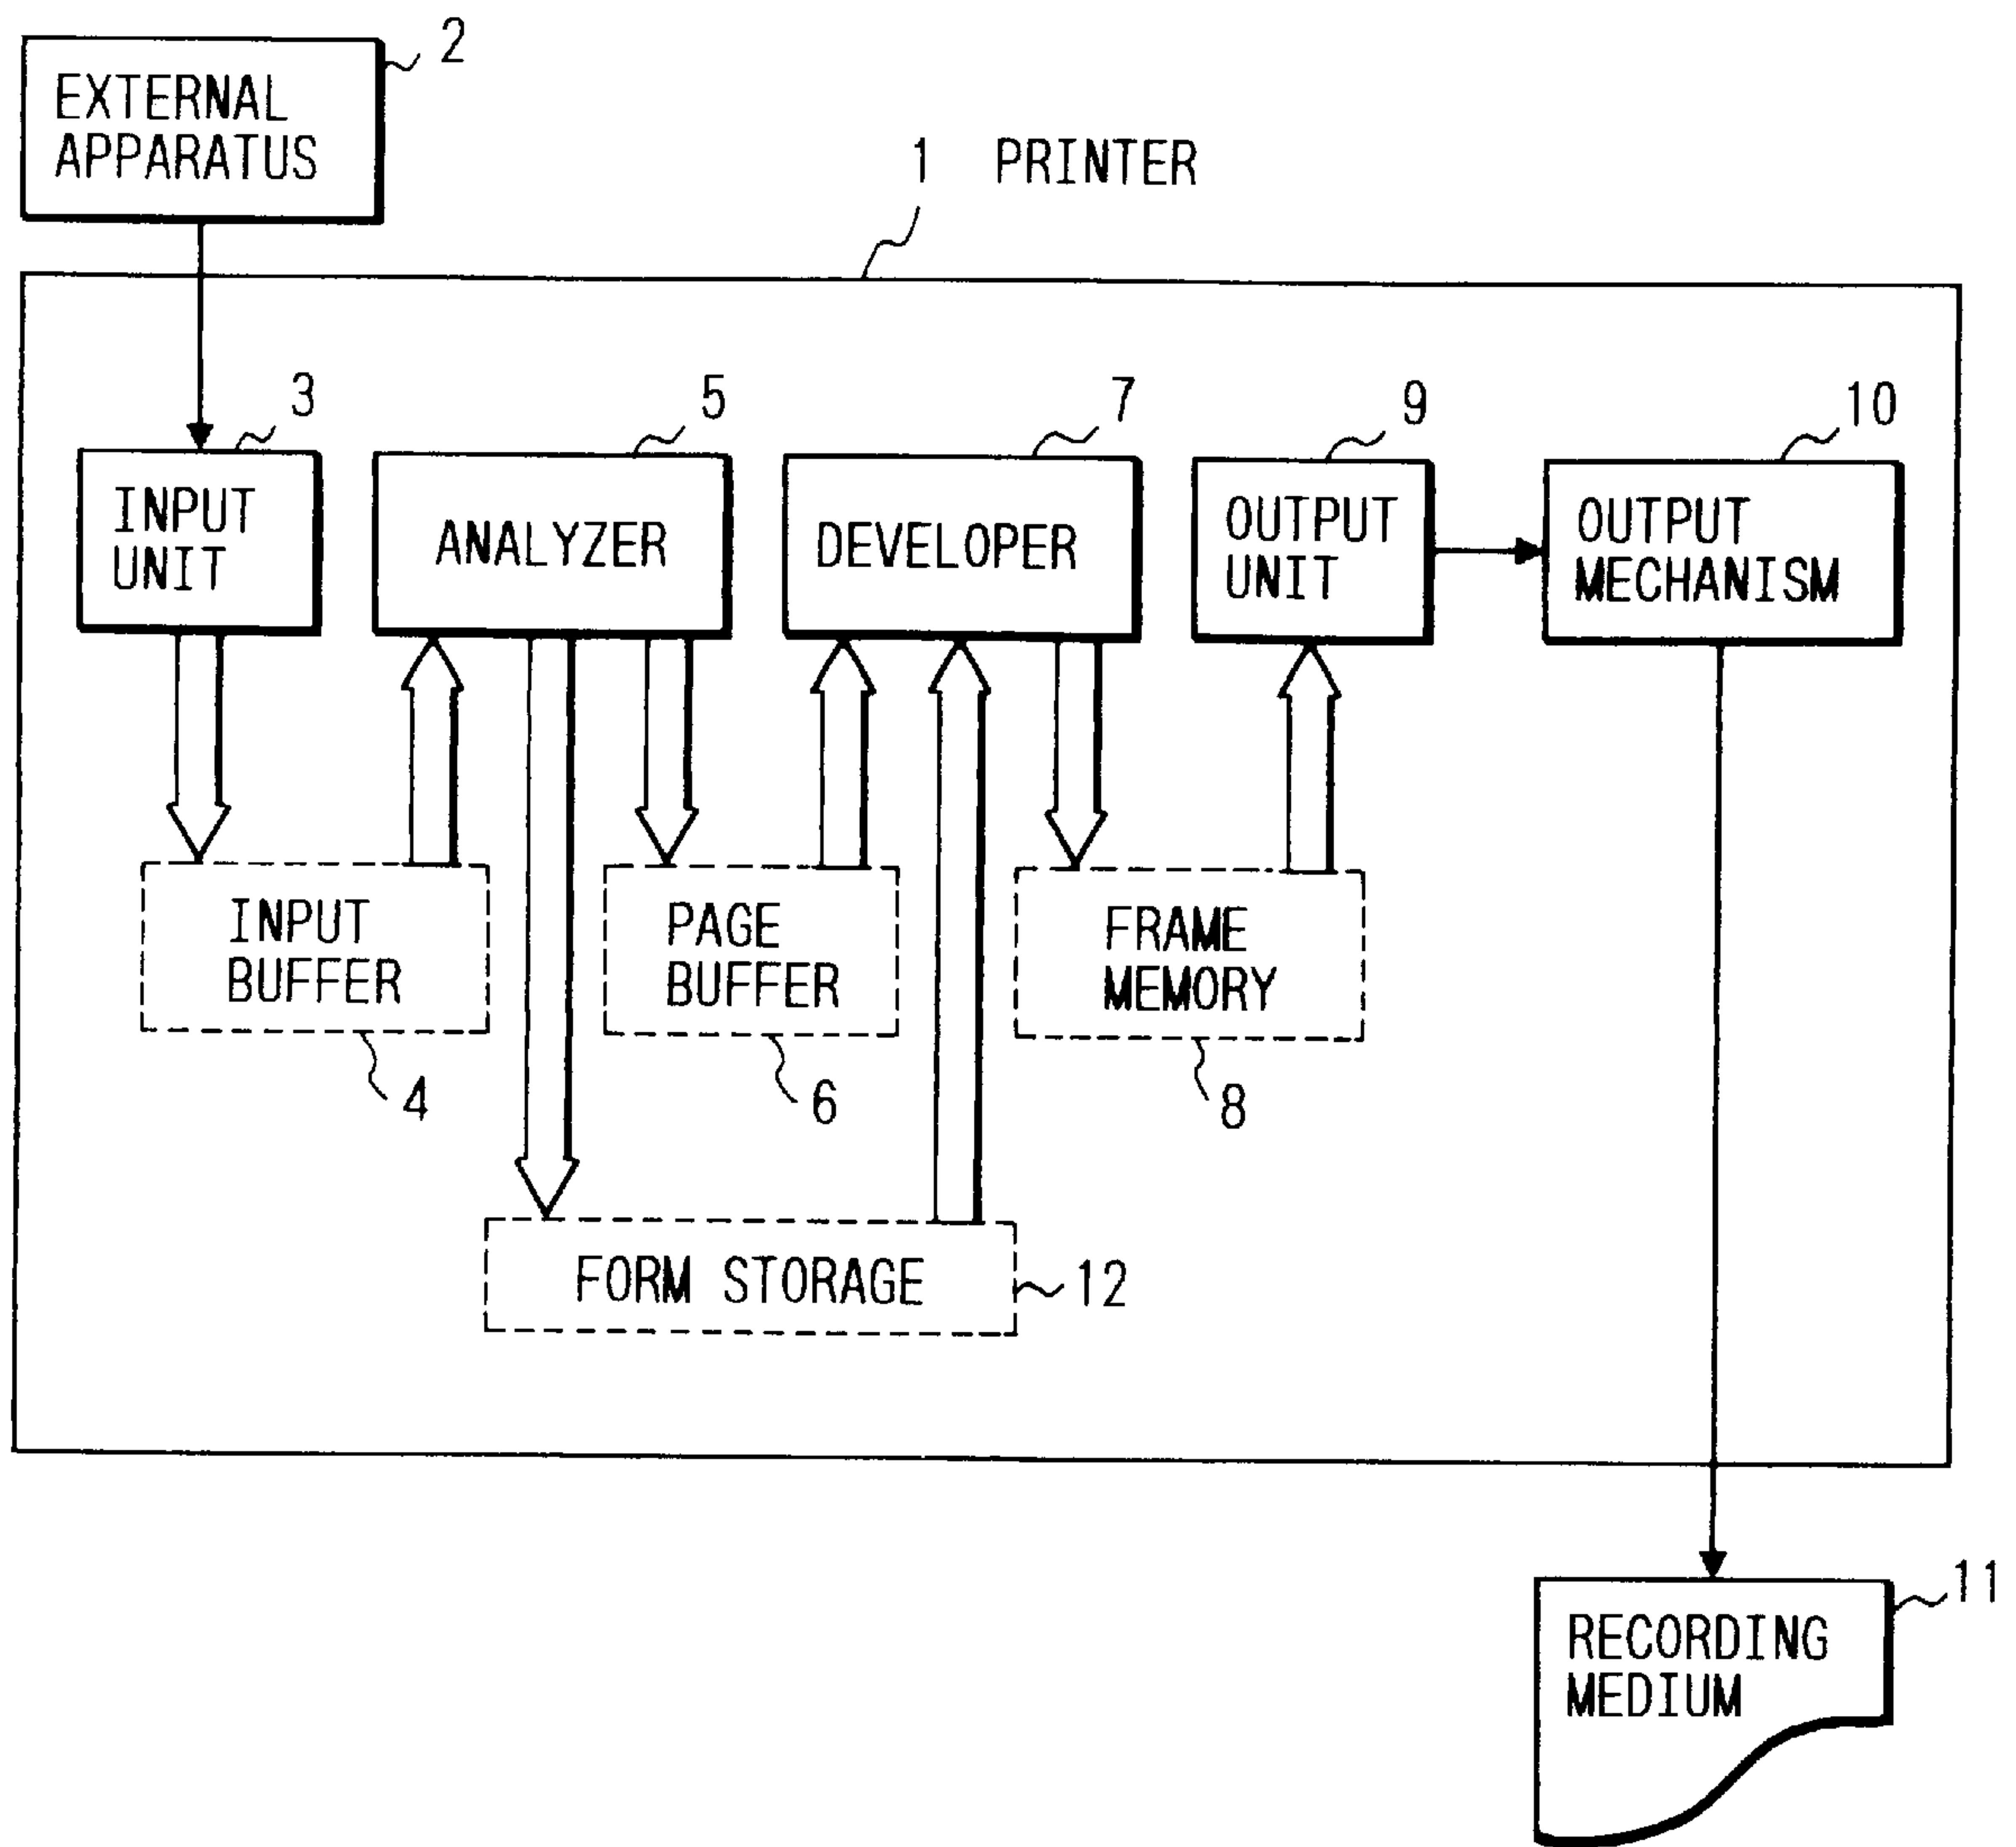 2
EXTERNAL
APPARATUS
1 PRINTER
3
5
7
9
10
INPUT
UNIT
ANALYZER
DEVELOPER
OUTPUT
UNIT
OUTPUT
MECHANISM
INPUT
BUFFER
PAGE
BUFFER
FRAME
MEMORY
4
6
8
FORM STORAGE
12
11
RECORDING
MEDIUM